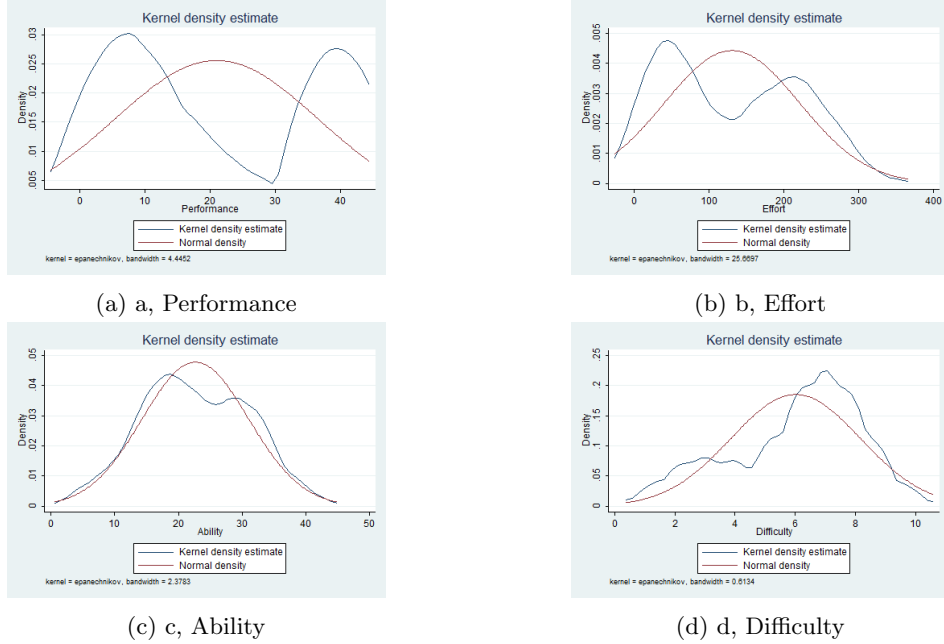 Kernel density estimate
.03
.025
.02
.015
.01
.005
Density
0 10 20 30 40
Performance
Kernel density estimate
Normal density
kernel = epanechnikov, bandwidth = 4.4452
(a) a, Performance
Kernel density estimate
.005
.004
.003
.002
.001
0
Density
0 100 200 300 400
Effort
Kernel density estimate
Normal density
kernel = epanechnikov, bandwidth = 25.6697
(b) b, Effort
Kernel density estimate
.05
.04
.03
.02
.01
0
Density
0 10 20 30 40 50
Ability
Kernel density estimate
Normal density
kernel = epanechnikov, bandwidth = 2.3783
(c) c, Ability
Kernel density estimate
.25
.2
.15
.1
.05
0
Density
0 2 4 6 8 10
Difficulty
Kernel density estimate
Normal density
kernel = epanechnikov, bandwidth = 0.6134
(d) d, Difficulty